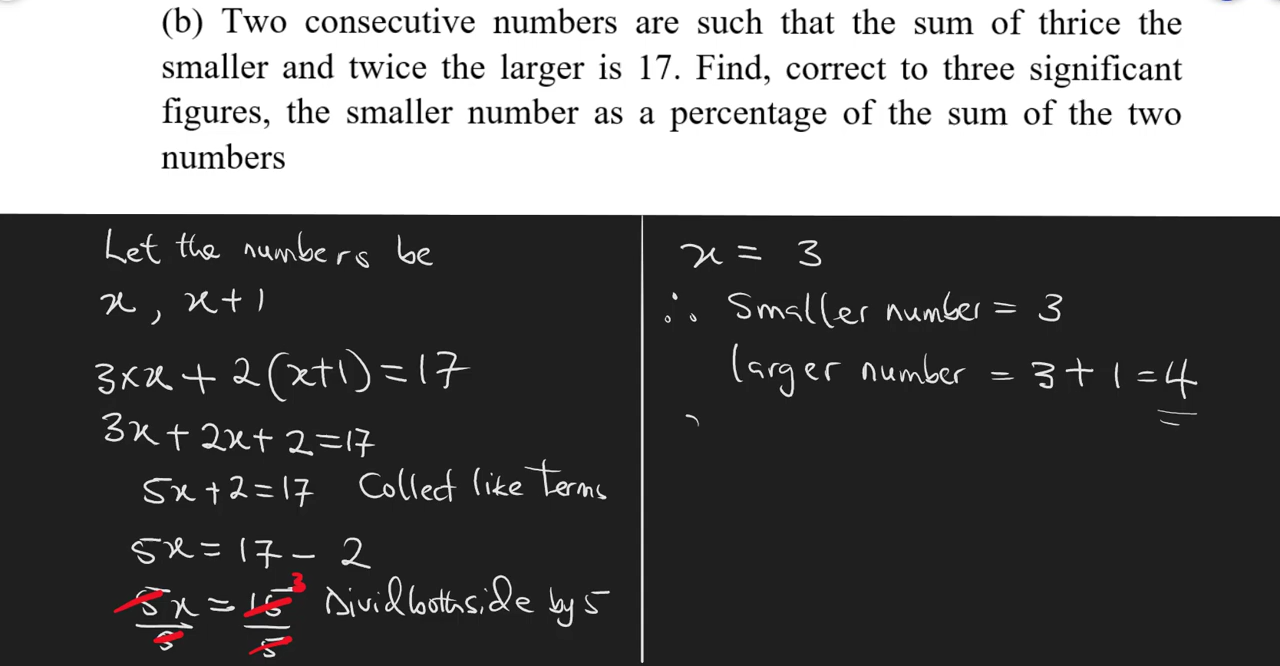 (b) Two consecutive numbers are such that the sum of thrice the
smaller and twice the larger is 17. Find, correct to three significant
figures, the smaller number as a percentage of the sum of the two
numbers
Let the numbers be
x, x+1
3×x + 2(x+1) = 17
3x + 2x + 2 = 17
5x + 2 = 17 Collect like Terms
5x = 17 - 2
5x/5 = 15/5 3 Divid both side by 5
x = 3
∴ Smaller number = 3
larger number = 3 + 1 = 4